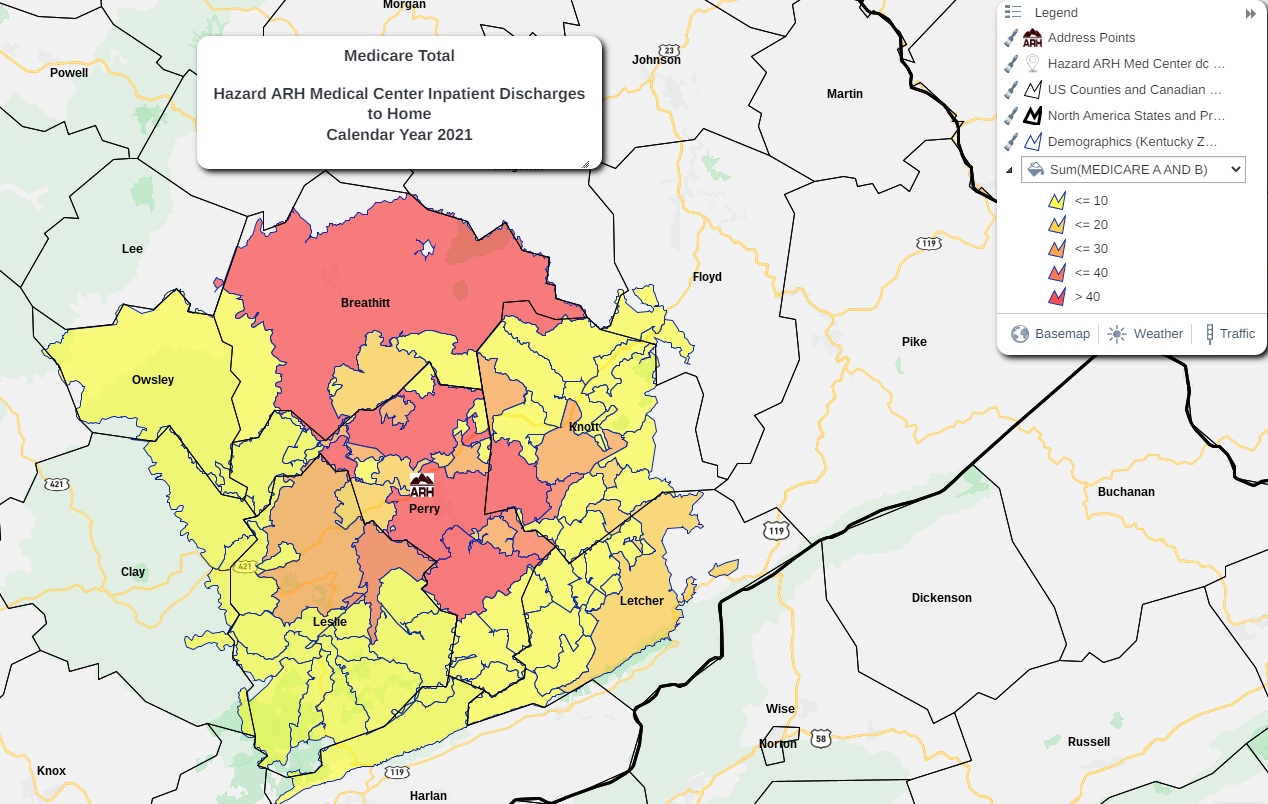 Morgan
Medicare Total
Hazard ARH Medical Center Inpatient Discharges
to Home
Calendar Year 2021
Legend
Address Points
Hazard ARH Med Center dc ...
US Counties and Canadian ...
North America States and Pr...
Demographics (Kentucky Z...
Sum(MEDICARE A AND B)
<= 10
<= 20
<= 30
<= 40
> 40
Basemap
Weather
Traffic
23
Johnson
Powell
Martin
Lee
119
Floyd
Breathitt
Pike
Owsley
Knott
421
ARH
Perry
421
Buchanan
119
421
Clay
Dickenson
Letcher
Leslie
Wise
Norton
58
Russell
Knox
119
Harlan
ARH